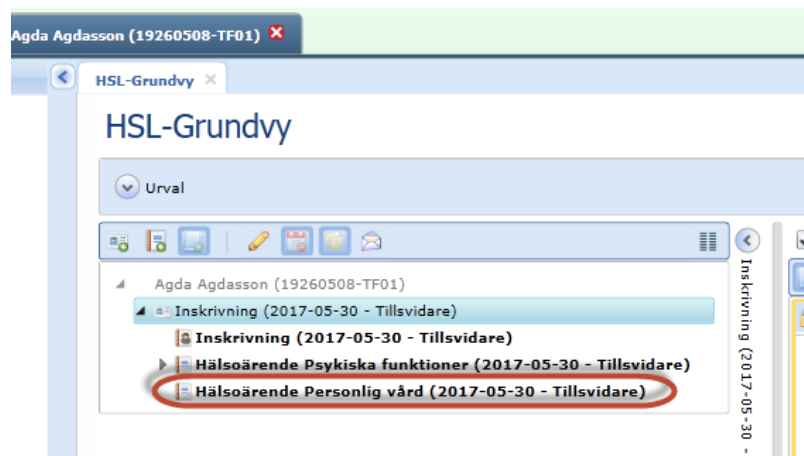 Agda Agdasson (19260508-TF01)
HSL-Grundvy
HSL-Grundvy
Urval
Agda Agdasson (19260508-TF01)
Inskrivning (2017-05-30 - Tillsvidare)
Inskrivning (2017-05-30 - Tillsvidare)
Hälsoärende Psykiska funktioner (2017-05-30 - Tillsvidare)
Hälsoärende Personlig vård (2017-05-30 - Tillsvidare)
Inskrivning (2017-05-30 -